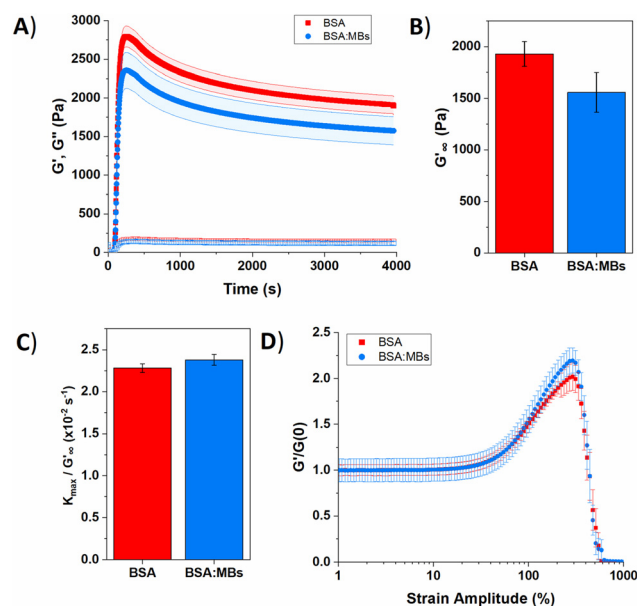 A)
3000
2500
2000
1500
1000
500
0
G', G'' (Pa)
BSA
BSA:MBs
0
1000
2000
3000
4000
Time (s)
B)
2000
1500
1000
500
0
G'∞ (Pa)
BSA
BSA:MBs
C)
2.5
2.0
1.5
1.0
0.5
0.0
Kmax / G'∞ (x10-2 s-1)
BSA
BSA:MBs
D)
2.5
2.0
1.5
1.0
0.5
0.0
G'/G(0)
BSA
BSA:MBs
1
10
100
1000
Strain Amplitude (%)